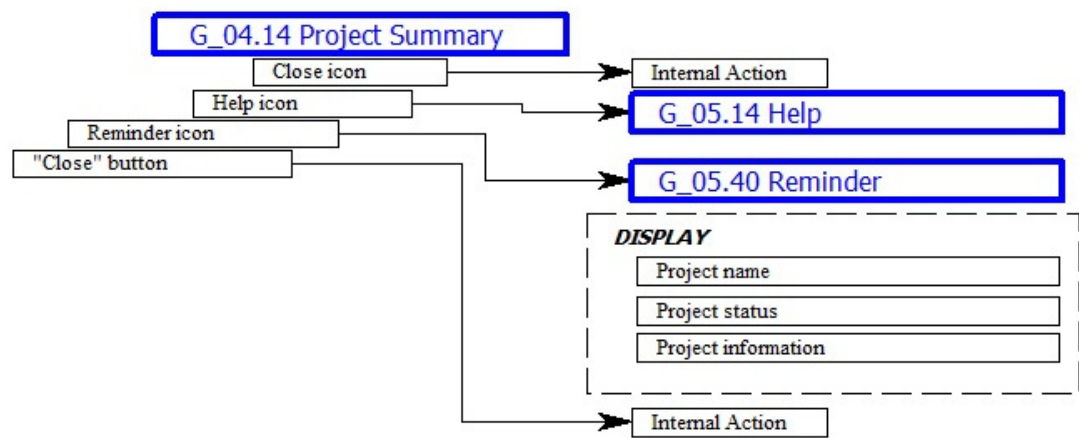 G_04.14 Project Summary
Close icon
Internal Action
Help icon
G_05.14 Help
Reminder icon
"Close" button
G_05.40 Reminder
DISPLAY
Project name
Project status
Project information
Internal Action